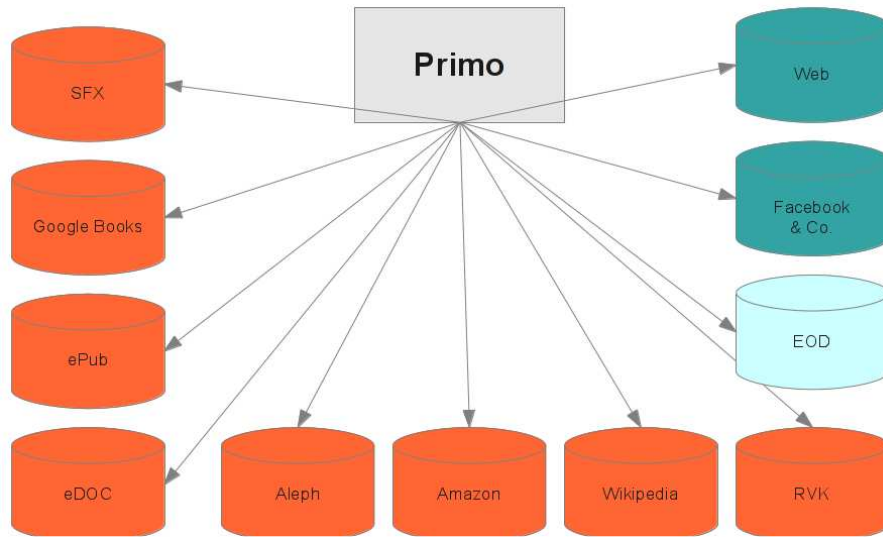 Primo
SFX
Web
Google Books
Facebook
& Co.
ePub
EOD
eDOC
Aleph
Amazon
Wikipedia
RVK